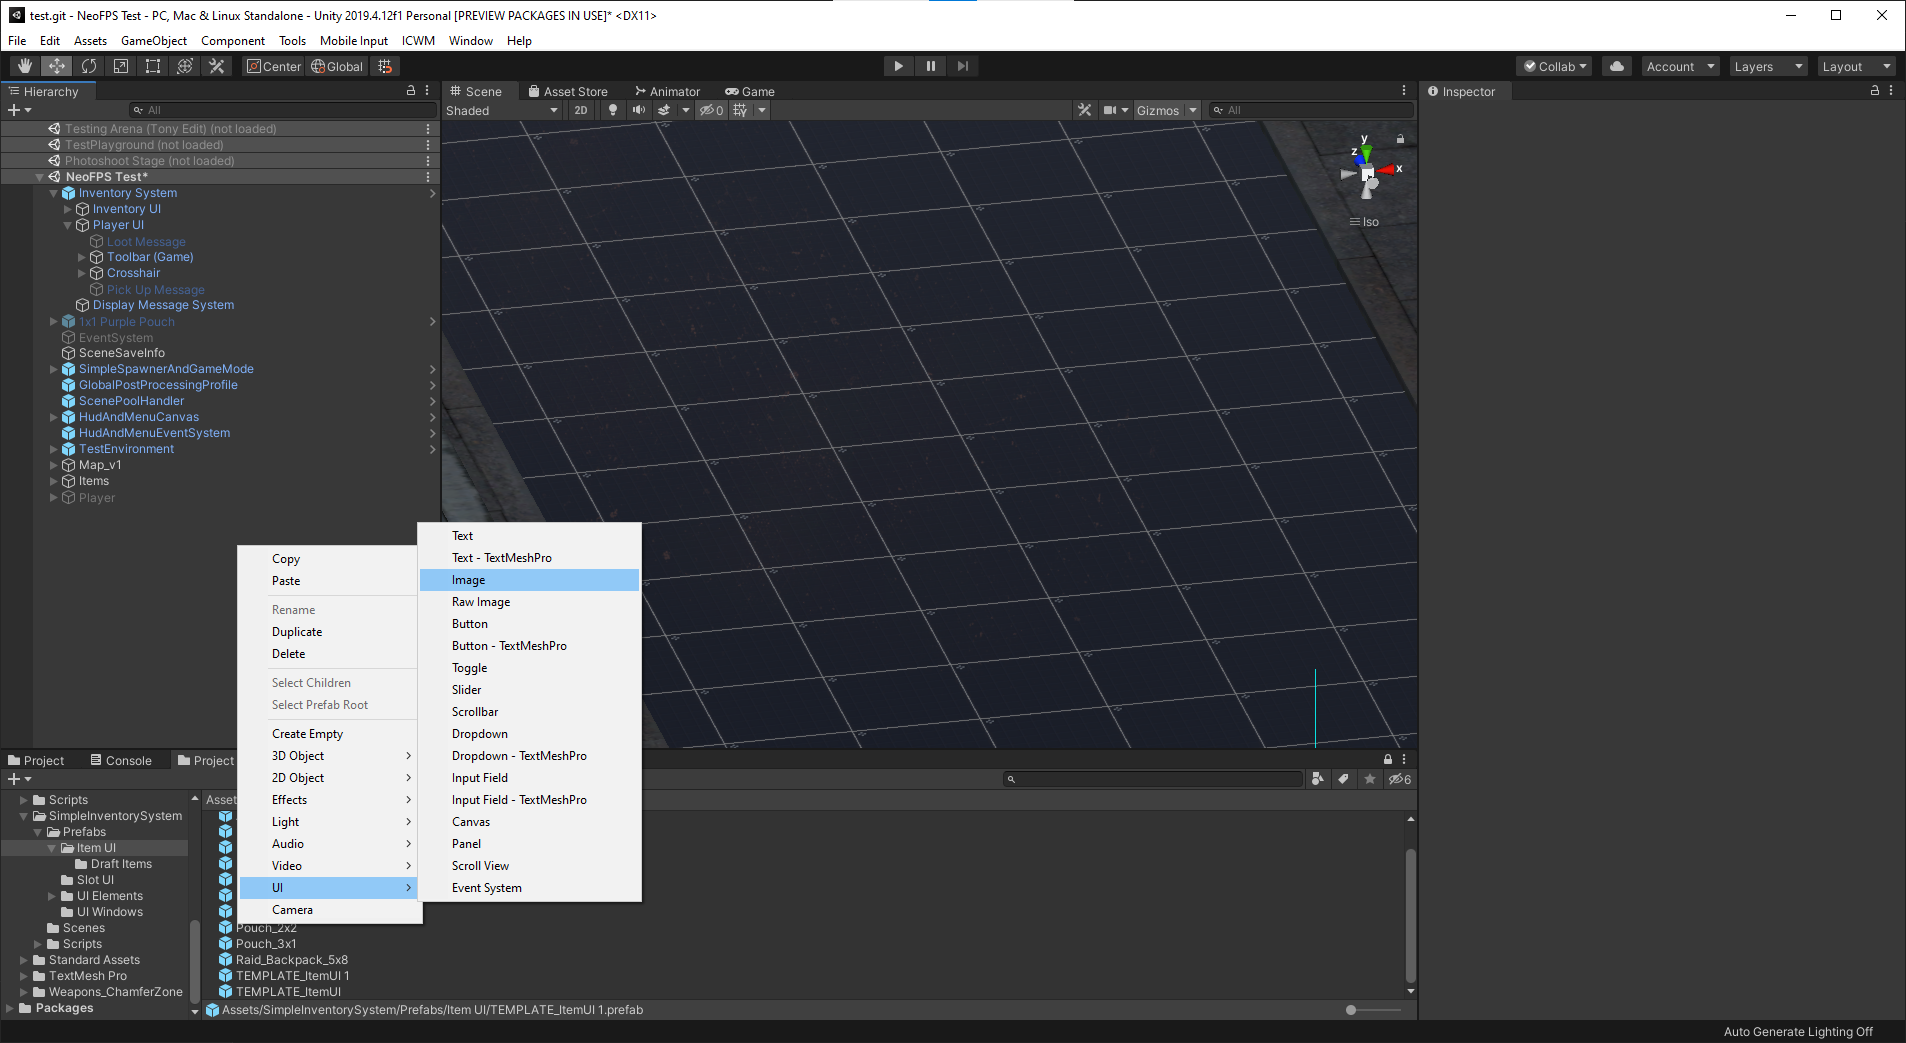 test.git - NeoFPS Test - PC, Mac & Linux Standalone - Unity 2019.4.12f1 Personal [PREVIEW PACKAGES IN USE]* <DX11>
File Edit Assets GameObject Component Tools Mobile Input ICWM Window Help
Center Global Collab Account Layers Layout
Hierarchy
All
Testing Arena (Tony Edit) (not loaded)
TestPlayground (not loaded)
Photoshoot Stage (not loaded)
NeoFPS Test*
Inventory System
Inventory UI
Player UI
Loot Message
Toolbar (Game)
Crosshair
Pick Up Message
Display Message System
1x1 Purple Pouch
EventSystem
SceneSaveInfo
SimpleSpawnerAndGameMode
GlobalPostProcessingProfile
ScenePoolHandler
HudAndMenuCanvas
HudAndMenuEventSystem
TestEnvironment
Map_v1
Items
Player
Scene Asset Store Animator Game
Shaded 2D 0 Gizmos All
y
z
x
Iso
Inspector
Copy
Paste
Rename
Duplicate
Delete
Select Children
Select Prefab Root
Create Empty
3D Object
2D Object
Effects
Light
Audio
Video
UI
Camera
Text
Text - TextMeshPro
Image
Raw Image
Button
Button - TextMeshPro
Toggle
Slider
Scrollbar
Dropdown
Dropdown - TextMeshPro
Input Field
Input Field - TextMeshPro
Canvas
Panel
Scroll View
Event System
Project Console Project
6
Scripts
SimpleInventorySystem
Prefabs
Item UI
Draft Items
Slot UI
UI Elements
UI Windows
Scenes
Scripts
Standard Assets
TextMesh Pro
Weapons_ChamferZone
Packages
Asset
Pouch_2x2
Pouch_3x1
Raid_Backpack_5x8
TEMPLATE_ItemUI 1
TEMPLATE_ItemUI
Assets/SimpleInventorySystem/Prefabs/Item UI/TEMPLATE_ItemUI 1.prefab
Auto Generate Lighting Off